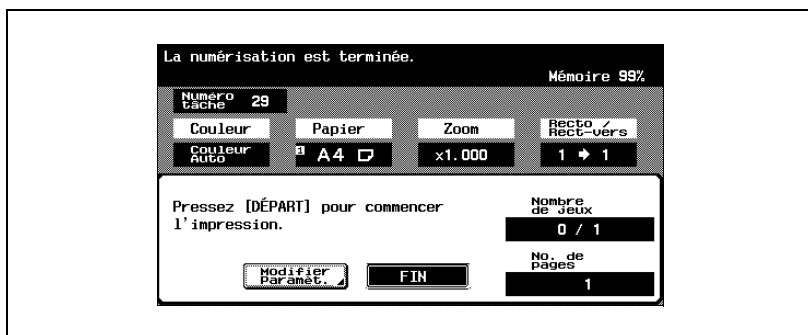 La numérisation est terminée.
Mémoire 99%
Numéro
tâche 29
Couleur Papier Zoom Recto /
Rect-vers
Couleur
Auto
1 A4 x1.000 1 → 1
Pressez [DÉPART] pour commencer
l'impression.
Nombre
de jeux
0 / 1
Modifier
Paramèt.
FIN
No. de
pages
1